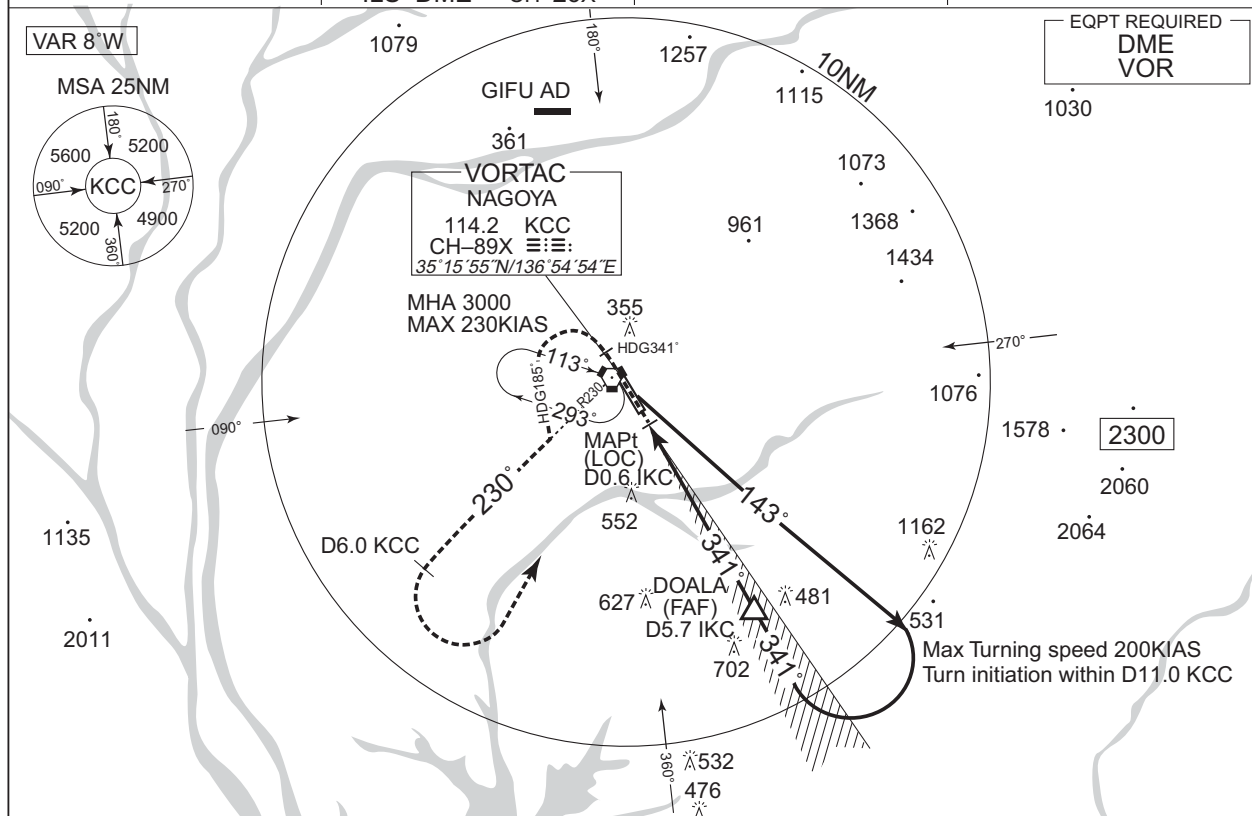 VAR 8°W
MSA 25NM
180°
5600
5200
090°
KCC
270°
5200
4900
360°
1079
180°
1257
10NM
1115
EQPT REQUIRED
DME
VOR
1030
GIFU AD
361
VORTAC
NAGOYA
114.2 KCC
CH–89X
35°15´55˝N/136°54´54˝E
1073
1368
961
1434
MHA 3000
MAX 230KIAS
355
HDG341°
113°
HDG185°
R230
293°
270°
1076
090°
1578
2300
MAPt
(LOC)
D0.6 IKC
230°
143°
2060
552
2064
1135
1162
D6.0 KCC
341°
DOALA
(FAF)
D5.7 IKC
627
481
531
2011
702
341°
Max Turning speed 200KIAS
Turn initiation within D11.0 KCC
360°
532
476